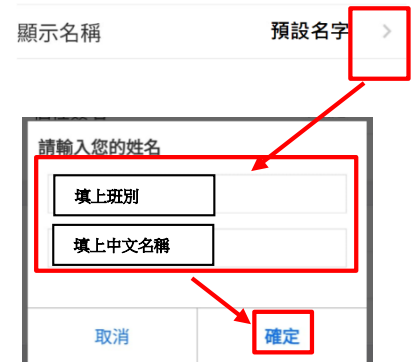 顯示名稱 預設名字 >
請輸入您的姓名
填上班別
填上中文名稱
取消 確定